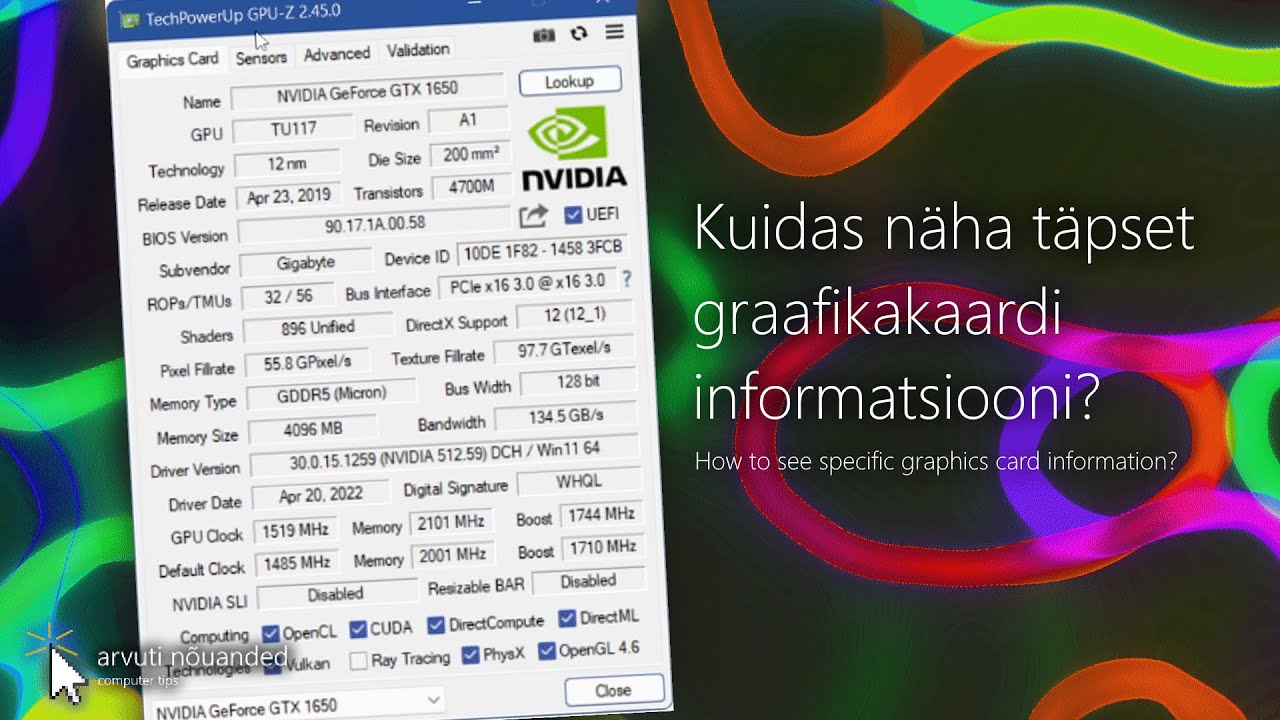 TechPowerUp GPU-Z 2.45.0
Graphics Card Sensors Advanced Validation
Name NVIDIA GeForce GTX 1650 Lookup
GPU TU117 Revision A1
Technology 12 nm Die Size 200 mm²
Release Date Apr 23, 2019 Transistors 4700M
NVIDIA
BIOS Version 90.17.1A.00.58 UEFI
Subvendor Gigabyte Device ID 10DE 1F82 - 1458 3FCB
ROPs/TMUs 32 / 56 Bus Interface PCIe x16 3.0 @ x16 3.0 ?
Shaders 896 Unified DirectX Support 12 (12_1)
Pixel Fillrate 55.8 GPixel/s Texture Fillrate 97.7 GTexel/s
Memory Type GDDR5 (Micron) Bus Width 128 bit
Memory Size 4096 MB Bandwidth 134.5 GB/s
Driver Version 30.0.15.1259 (NVIDIA 512.59) DCH / Win11 64
Driver Date Apr 20, 2022 Digital Signature WHQL
GPU Clock 1519 MHz Memory 2101 MHz Boost 1744 MHz
Default Clock 1485 MHz Memory 2001 MHz Boost 1710 MHz
NVIDIA SLI Disabled Resizable BAR Disabled
Computing OpenCL CUDA DirectCompute DirectML
Technologies Vulkan Ray Tracing PhysX OpenGL 4.6
NVIDIA GeForce GTX 1650 Close
Kuidas näha täpset
graafikakaardi
informatsiooni?
How to see specific graphics card information?
arvuti nõuanded
computer tips